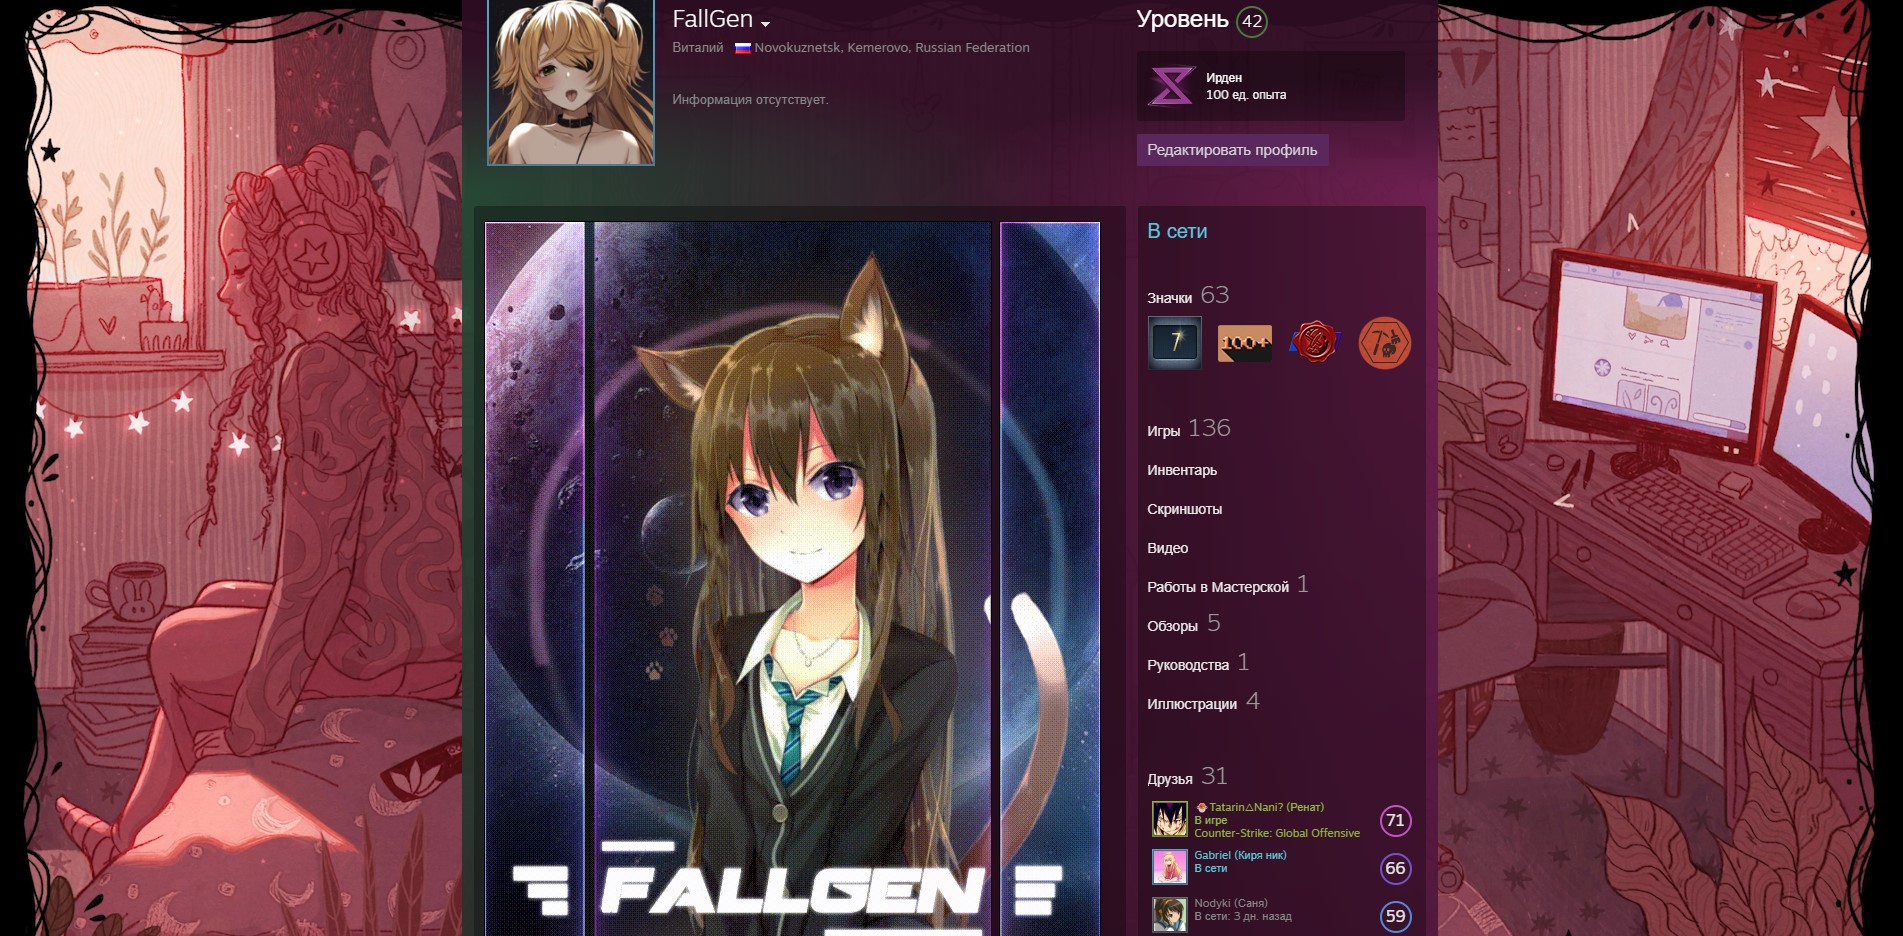 FallGen
Виталий Novokuznetsk, Kemerovo, Russian Federation
Информация отсутствует.
Уровень 42
Ирден
100 ед. опыта
Редактировать профиль
FALLGEN
В сети
Значки 63
7 100+ 7
Игры 136
Инвентарь
Скриншоты
Видео
Работы в Мастерской 1
Обзоры 5
Руководства 1
Иллюстрации 4
Друзья 31
Tatarin△Nani? (Ренат)
В игре
Counter-Strike: Global Offensive
71
Gabriel (Киря ник)
В сети
66
Nodyki (Саня)
В сети: 3 дн. назад
59